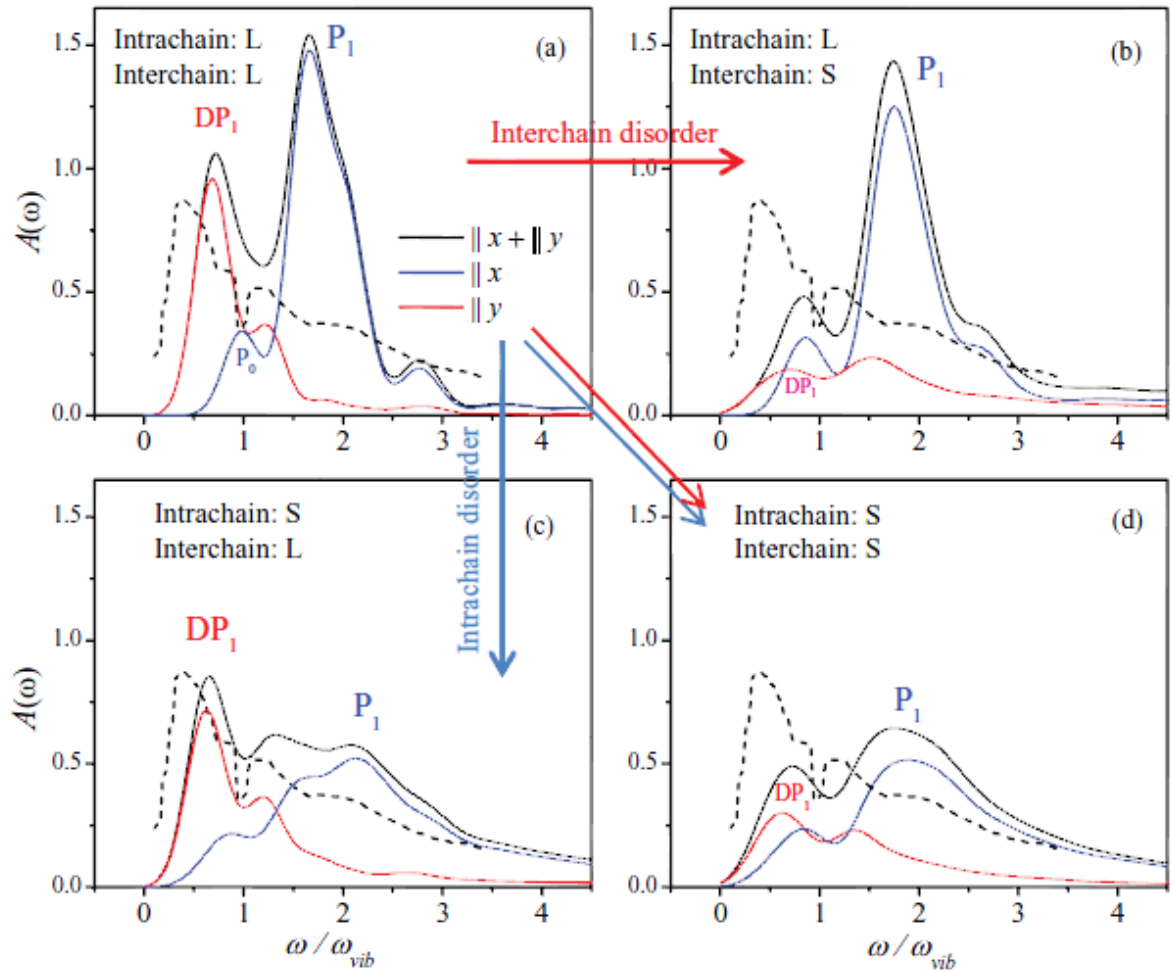 Intrachain: L
Interchain: L
(a)
P₁
DP₁
P₀
A(ω)
1.5
1.0
0.5
0.0
0 1 2 3 4
Interchain disorder
∥ x + ∥ y
∥ x
∥ y
Intrachain: L
Interchain: S
(b)
P₁
DP₁
1.5
1.0
0.5
0.0
0 1 2 3 4
Intrachain disorder
Intrachain: S
Interchain: L
(c)
DP₁
P₁
A(ω)
1.5
1.0
0.5
0.0
0 1 2 3 4
ω / ωvib
Intrachain: S
Interchain: S
(d)
DP₁
P₁
1.5
1.0
0.5
0.0
0 1 2 3 4
ω / ωvib